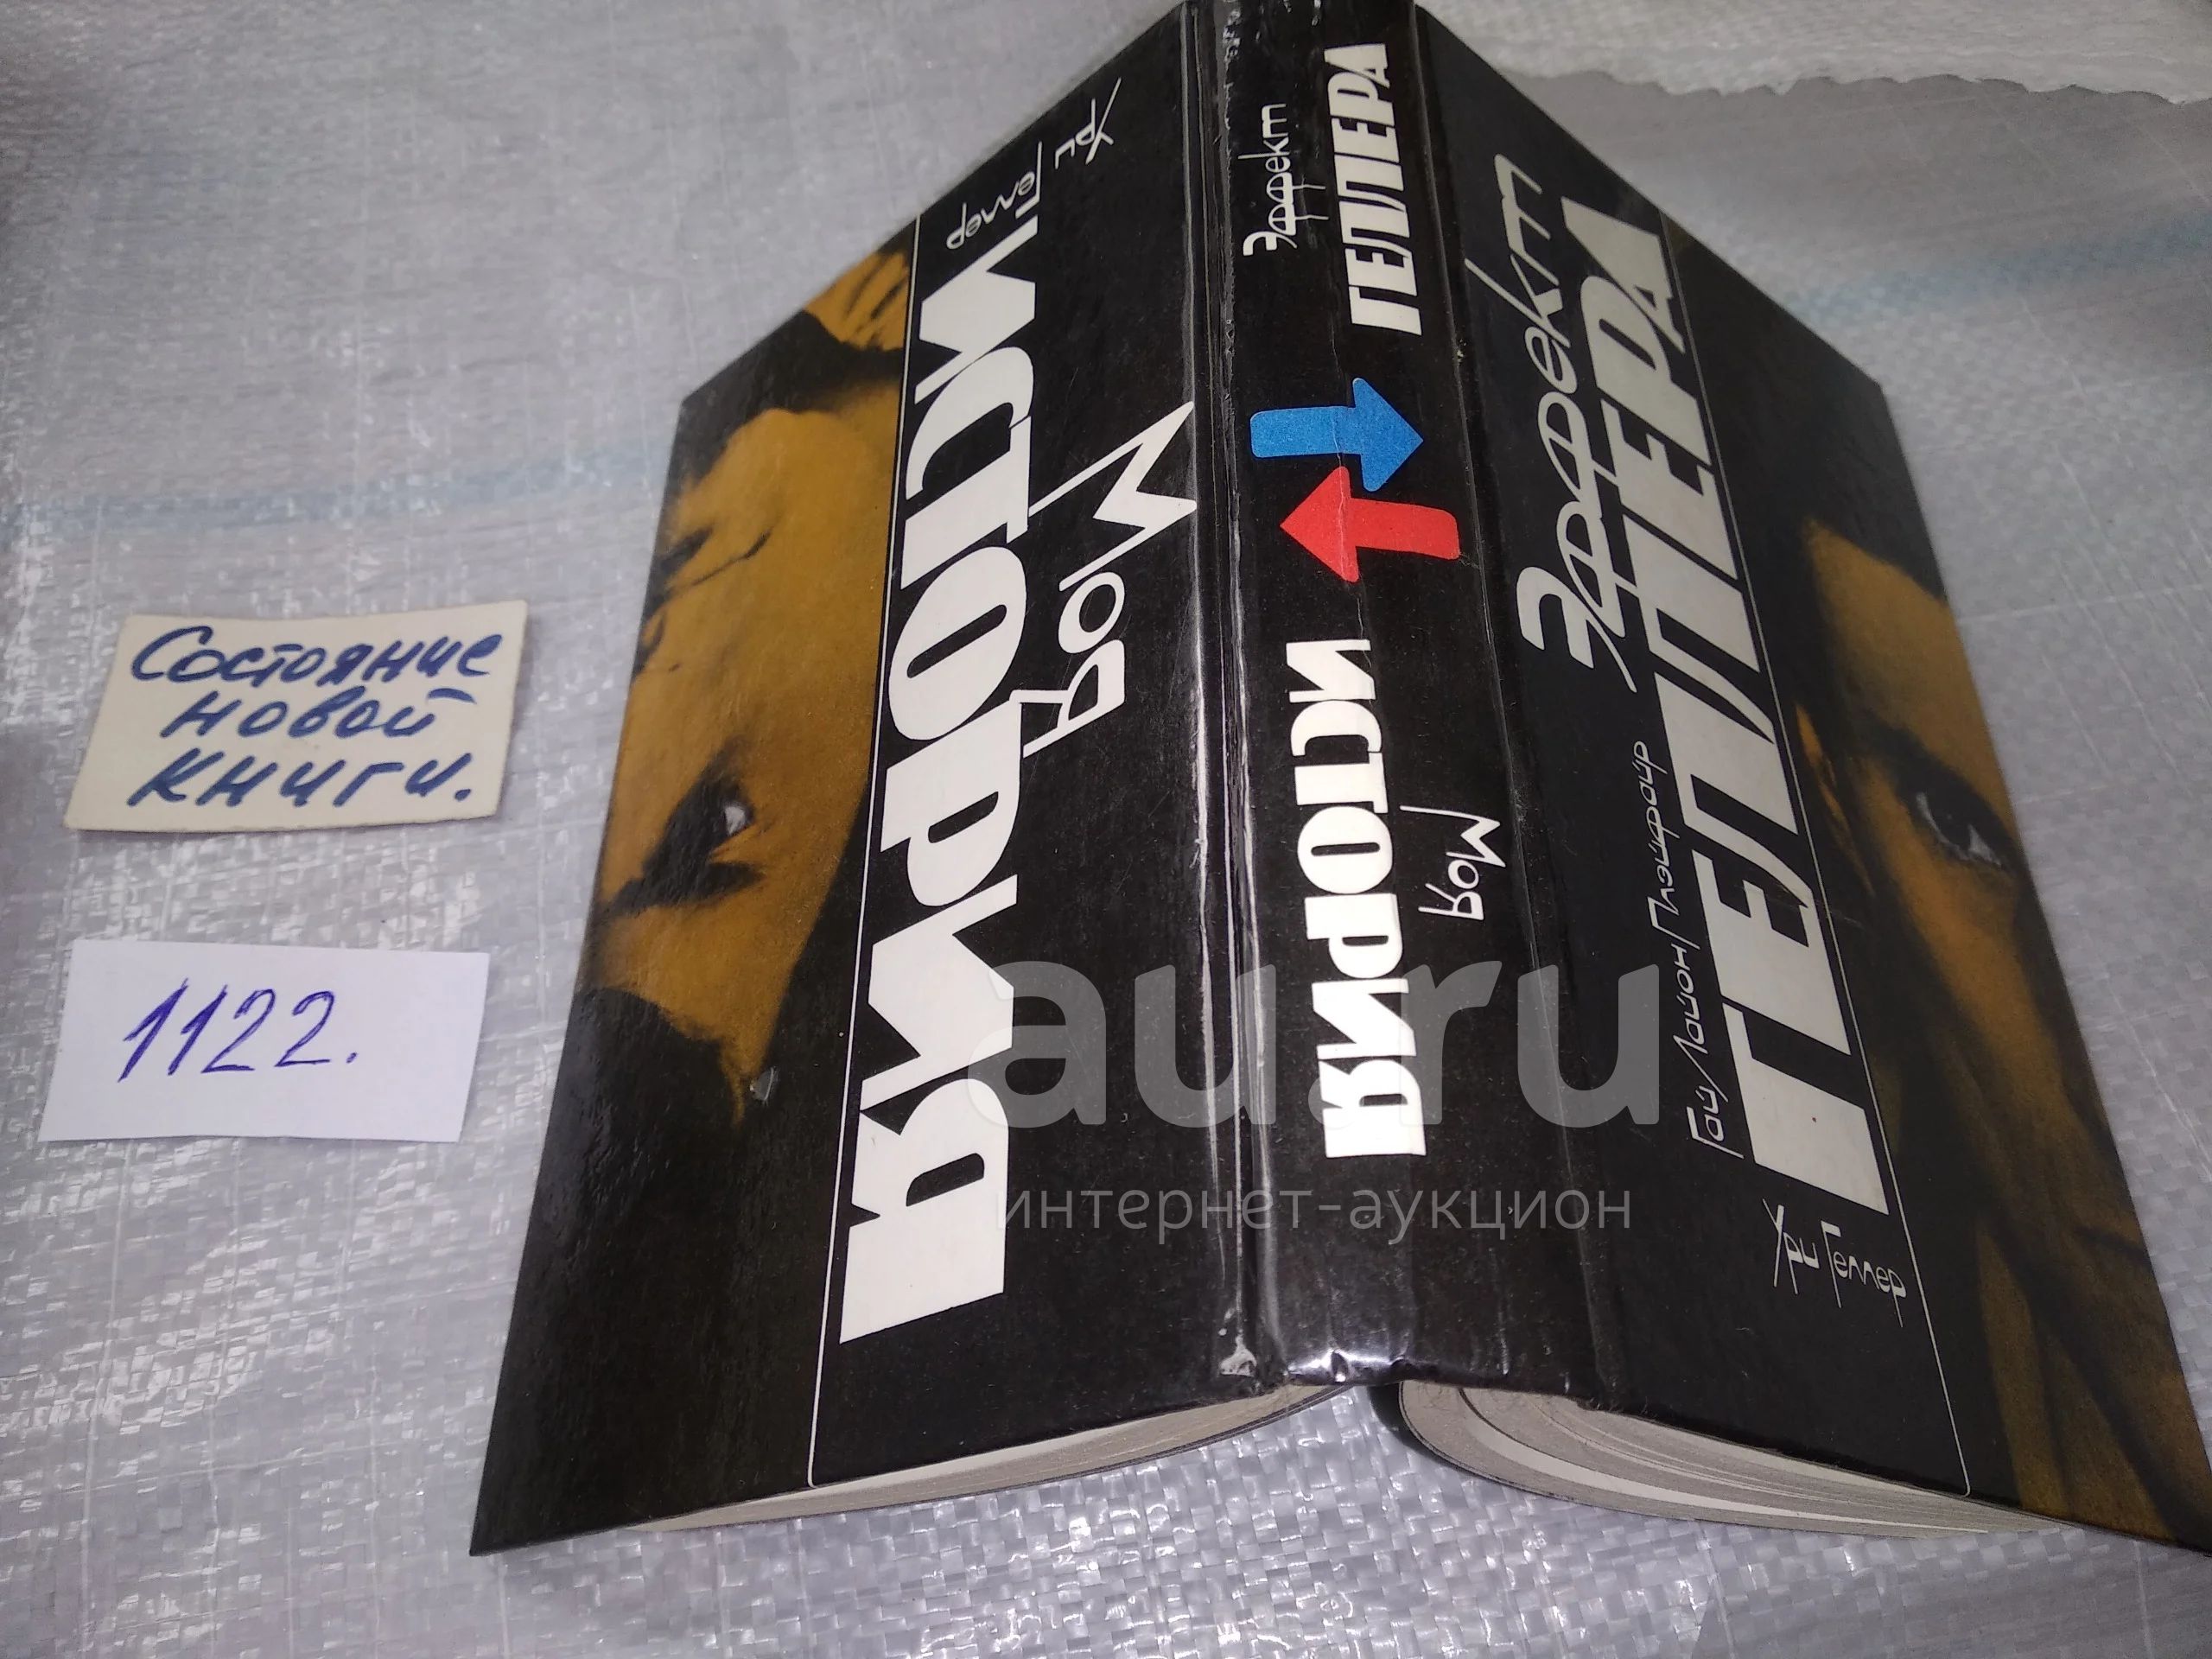 Состояние
новой
книги.
1122.
Ури
Геллер
Моя
ИСТОРИЯ
Эффект
ГЕЛЛЕРА
Моя
ИСТОРИЯ
Эффект
ГЕЛЛЕРА
Гай Лайон Плэйфайр
Ури Геллер
au.ru
интернет-аукцион